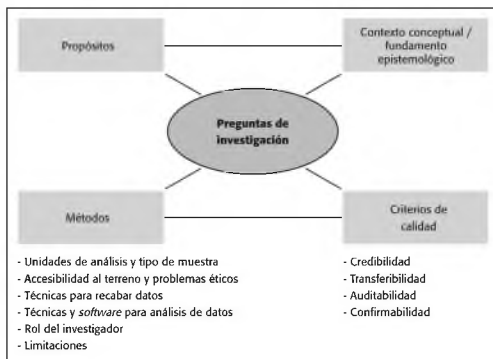 Propósitos
Contexto conceptual /
fundamento
epistemológico
Preguntas de
investigación
Métodos
Criterios de
calidad
- Unidades de análisis y tipo de muestra
- Accesibilidad al terreno y problemas éticos
- Técnicas para recabar datos
- Técnicas y software para análisis de datos
- Rol del investigador
- Limitaciones
- Credibilidad
- Transferibilidad
- Auditabilidad
- Confirmabilidad